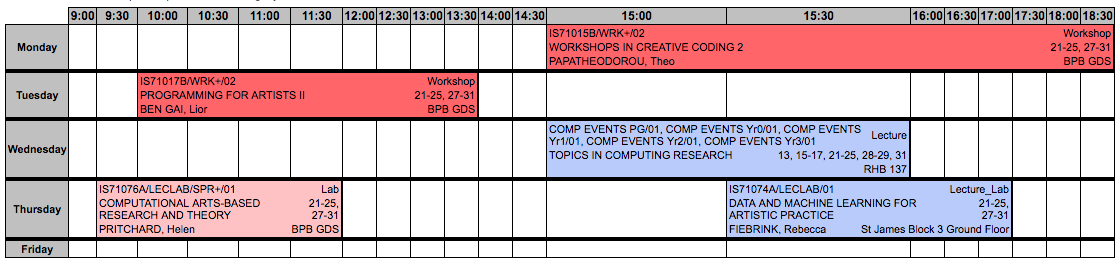 9:00 9:30 10:00 10:30 11:00 11:30 12:00 12:30 13:00 13:30 14:00 14:30 15:00 15:30 16:00 16:30 17:00 17:30 18:00 18:30
Monday
IS71015B/WRK+/02 Workshop
WORKSHOPS IN CREATIVE CODING 2 21-25, 27-31
PAPATHEODOROU, Theo BPB GDS
Tuesday
IS71017B/WRK+/02 Workshop
PROGRAMMING FOR ARTISTS II 21-25, 27-31
BEN GAI, Lior BPB GDS
Wednesday
COMP EVENTS PG/01, COMP EVENTS Yr0/01, COMP EVENTS
Yr1/01, COMP EVENTS Yr2/01, COMP EVENTS Yr3/01 Lecture
TOPICS IN COMPUTING RESEARCH 13, 15-17, 21-25, 28-29, 31
RHB 137
Thursday
IS71076A/LECLAB/SPR+/01 Lab
COMPUTATIONAL ARTS-BASED 21-25,
RESEARCH AND THEORY 27-31
PRITCHARD, Helen BPB GDS
IS71074A/LECLAB/01 Lecture_Lab
DATA AND MACHINE LEARNING FOR 21-25,
ARTISTIC PRACTICE 27-31
FIEBRINK, Rebecca St James Block 3 Ground Floor
Friday